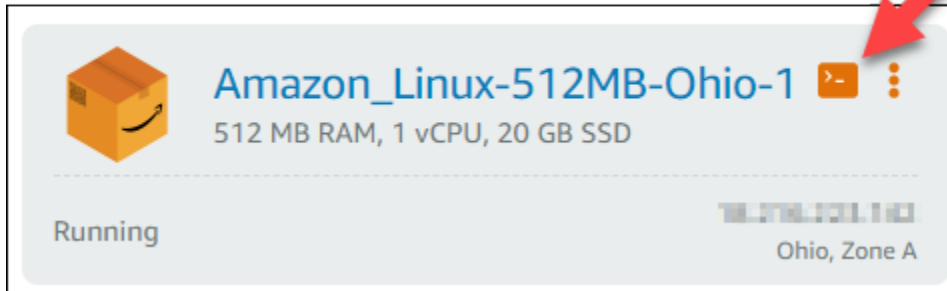 Amazon_Linux-512MB-Ohio-1 >-
512 MB RAM, 1 vCPU, 20 GB SSD
Running
Ohio, Zone A